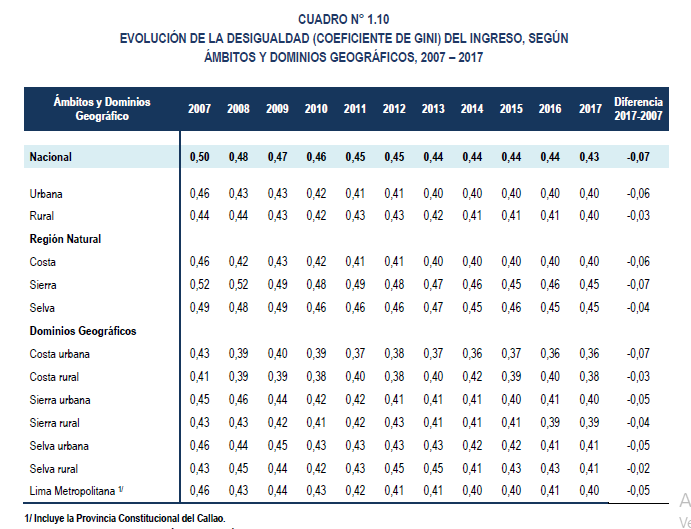 CUADRO N° 1.10
EVOLUCIÓN DE LA DESIGUALDAD (COEFICIENTE DE GINI) DEL INGRESO, SEGÚN
ÁMBITOS Y DOMINIOS GEOGRÁFICOS, 2007 – 2017
Ámbitos y Dominios Geográfico 2007 2008 2009 2010 2011 2012 2013 2014 2015 2016 2017 Diferencia 2017-2007
Nacional 0,50 0,48 0,47 0,46 0,45 0,45 0,44 0,44 0,44 0,44 0,43 -0,07
Urbana 0,46 0,43 0,43 0,42 0,41 0,41 0,40 0,40 0,40 0,40 0,40 -0,06
Rural 0,44 0,44 0,43 0,42 0,43 0,43 0,42 0,41 0,41 0,41 0,40 -0,03
Región Natural
Costa 0,46 0,42 0,43 0,42 0,41 0,41 0,40 0,40 0,40 0,40 0,40 -0,06
Sierra 0,52 0,52 0,49 0,48 0,49 0,48 0,47 0,46 0,45 0,46 0,45 -0,07
Selva 0,49 0,48 0,49 0,46 0,46 0,46 0,47 0,45 0,46 0,45 0,45 -0,04
Dominios Geográficos
Costa urbana 0,43 0,39 0,40 0,39 0,37 0,38 0,37 0,36 0,37 0,36 0,36 -0,07
Costa rural 0,41 0,39 0,39 0,38 0,40 0,38 0,40 0,42 0,39 0,40 0,38 -0,03
Sierra urbana 0,45 0,46 0,44 0,42 0,42 0,41 0,41 0,41 0,40 0,41 0,40 -0,05
Sierra rural 0,43 0,43 0,42 0,41 0,42 0,43 0,41 0,41 0,41 0,39 0,39 -0,04
Selva urbana 0,46 0,44 0,45 0,43 0,43 0,43 0,43 0,42 0,42 0,41 0,41 -0,05
Selva rural 0,43 0,45 0,44 0,42 0,43 0,45 0,45 0,41 0,43 0,43 0,41 -0,02
Lima Metropolitana 1/ 0,46 0,43 0,44 0,43 0,42 0,41 0,41 0,40 0,40 0,41 0,40 -0,05
1/ Incluye la Provincia Constitucional del Callao.